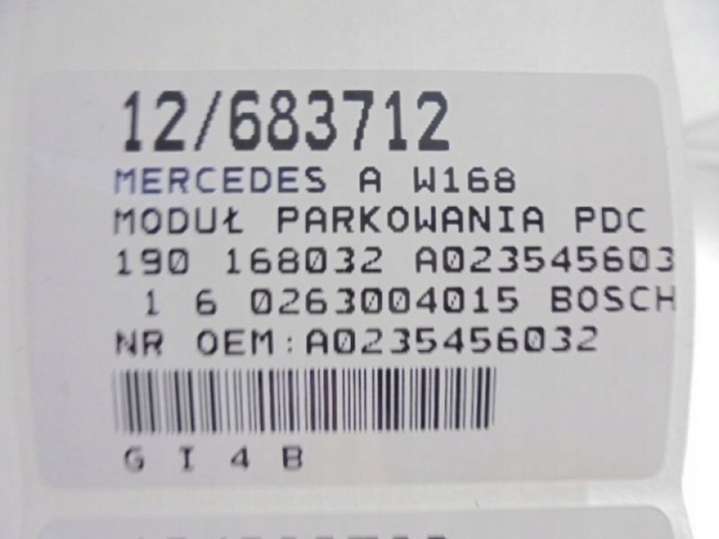 12/683712
MERCEDES A W168
MODUŁ PARKOWANIA PDC
190 168032 A023545603
1 6 0263004015 BOSCH
NR OEM:A0235456032
G I 4 B